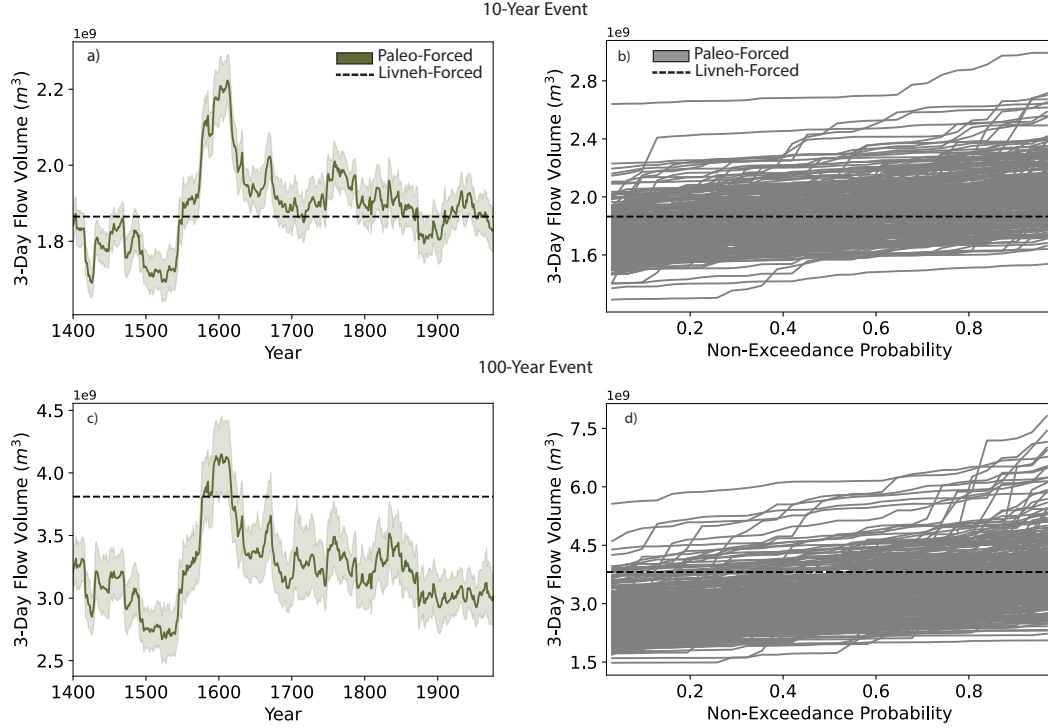 10-Year Event
1e9
a)
Paleo-Forced
Livneh-Forced
3-Day Flow Volume (m³)
2.2
2.0
1.8
1400 1500 1600 1700 1800 1900
Year
1e9
b)
Paleo-Forced
Livneh-Forced
3-Day Flow Volume (m³)
2.8
2.4
2.0
1.6
0.2 0.4 0.6 0.8
Non-Exceedance Probability
100-Year Event
1e9
c)
3-Day Flow Volume (m³)
4.5
4.0
3.5
3.0
2.5
1400 1500 1600 1700 1800 1900
Year
1e9
d)
3-Day Flow Volume (m³)
7.5
6.0
4.5
3.0
1.5
0.2 0.4 0.6 0.8
Non-Exceedance Probability